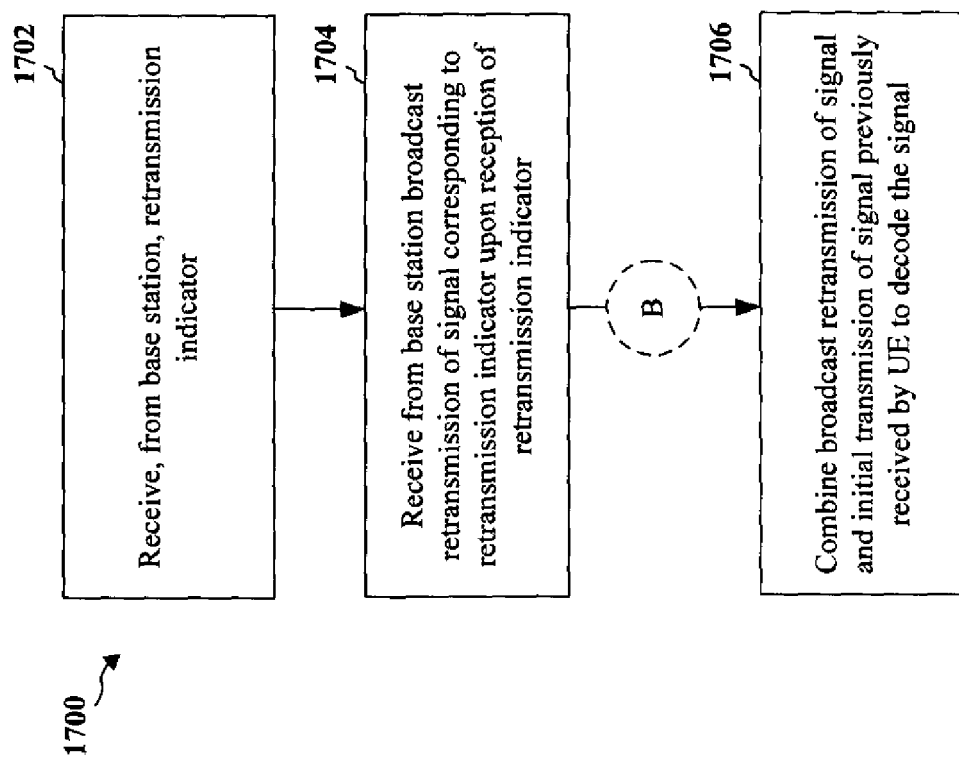 1700
1702
Receive, from base station, retransmission
indicator
1704
Receive from base station broadcast
retransmission of signal corresponding to
retransmission indicator upon reception of
retransmission indicator
B
1706
Combine broadcast retransmission of signal
and initial transmission of signal previously
received by UE to decode the signal